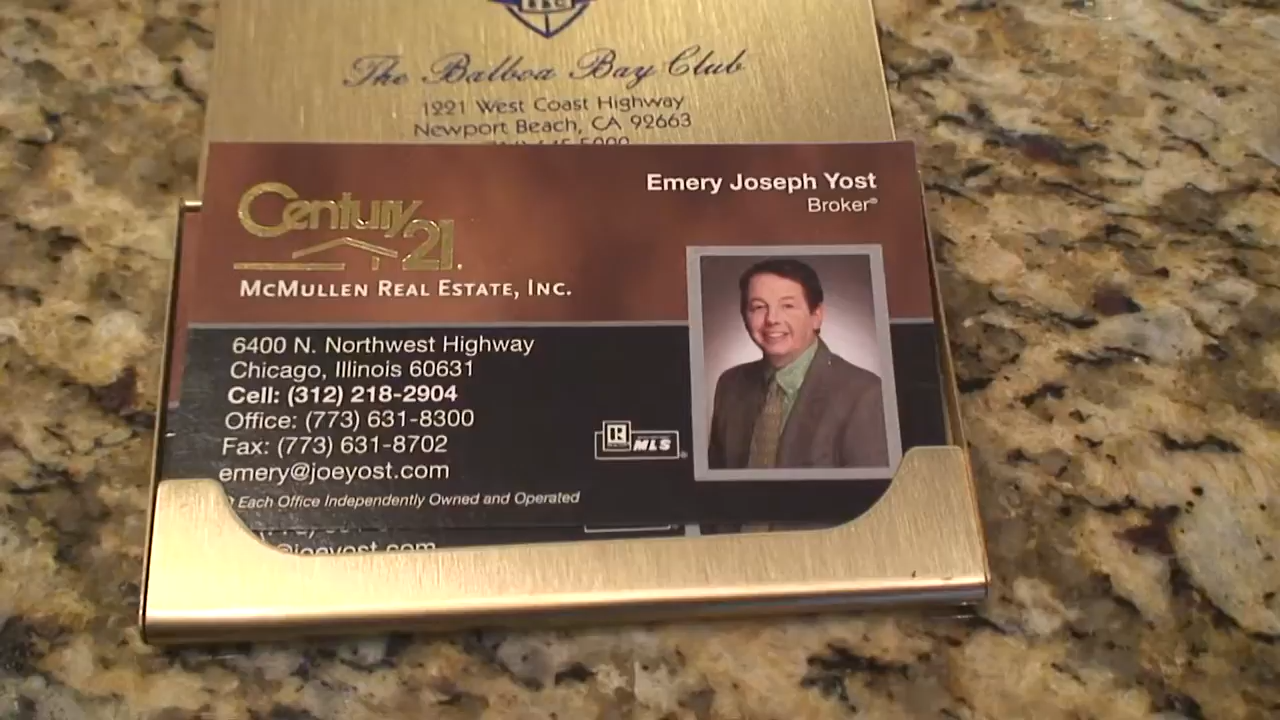 The Balboa Bay Club
1221 West Coast Highway
Newport Beach, CA 92663
Emery Joseph Yost
Broker®
Century 21.
McMullen Real Estate, Inc.
6400 N. Northwest Highway
Chicago, Illinois 60631
Cell: (312) 218-2904
Office: (773) 631-8300
Fax: (773) 631-8702
emery@joeyost.com
R MLS
Each Office Independently Owned and Operated
@joeyost.com